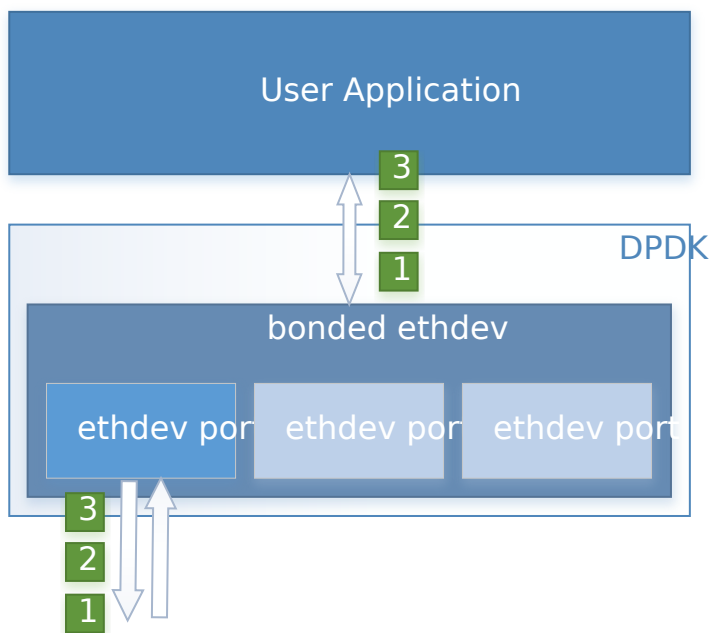 User Application
3
2
DPDK
1
bonded ethdev
ethdev por ethdev por ethdev port
3
2
1